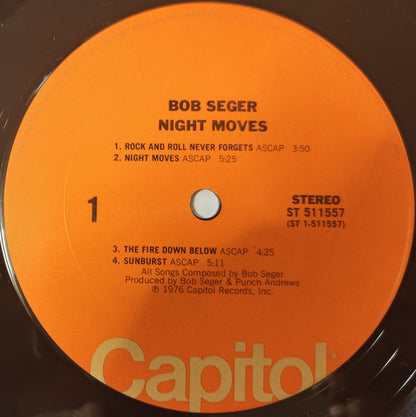 BOB SEGER
NIGHT MOVES
1. ROCK AND ROLL NEVER FORGETS ASCAP 3:50
2. NIGHT MOVES ASCAP 5:25
1
STEREO
ST 511557
(ST 1-511557)
3. THE FIRE DOWN BELOW ASCAP 4:25
4. SUNBURST ASCAP 5:11
All Songs Composed by Bob Seger
Produced by Bob Seger & Punch Andrews
℗ 1976 Capitol Records, Inc.
Capitol®